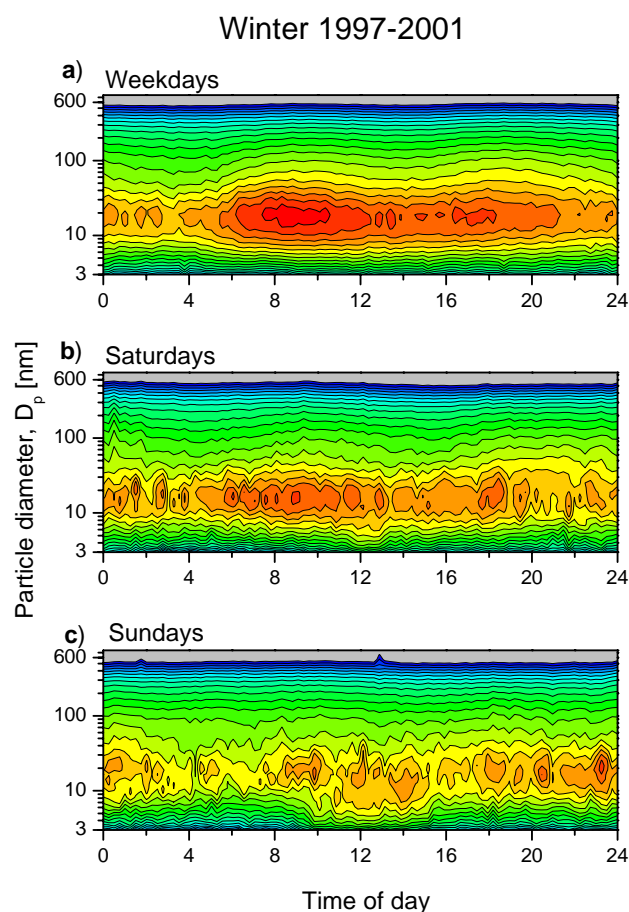 Winter 1997-2001
a) Weekdays
600
100
10
3
0 4 8 12 16 20 24
b) Saturdays
600
100
10
3
0 4 8 12 16 20 24
Particle diameter, Dp [nm]
c) Sundays
600
100
10
3
0 4 8 12 16 20 24
Time of day